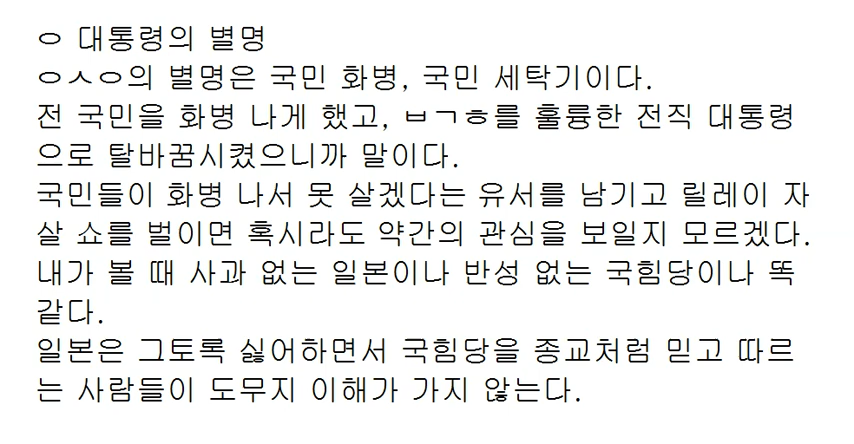 ㅇ 대통령의 별명
ㅇㅅㅇ의 별명은 국민 화병, 국민 세탁기이다.
전 국민을 화병 나게 했고, ㅂㄱㅎ를 훌륭한 전직 대통령
으로 탈바꿈시켰으니까 말이다.
국민들이 화병 나서 못 살겠다는 유서를 남기고 릴레이 자
살 쇼를 벌이면 혹시라도 약간의 관심을 보일지 모르겠다.
내가 볼 때 사과 없는 일본이나 반성 없는 국힘당이나 똑
같다.
일본은 그토록 싫어하면서 국힘당을 종교처럼 믿고 따르
는 사람들이 도무지 이해가 가지 않는다.